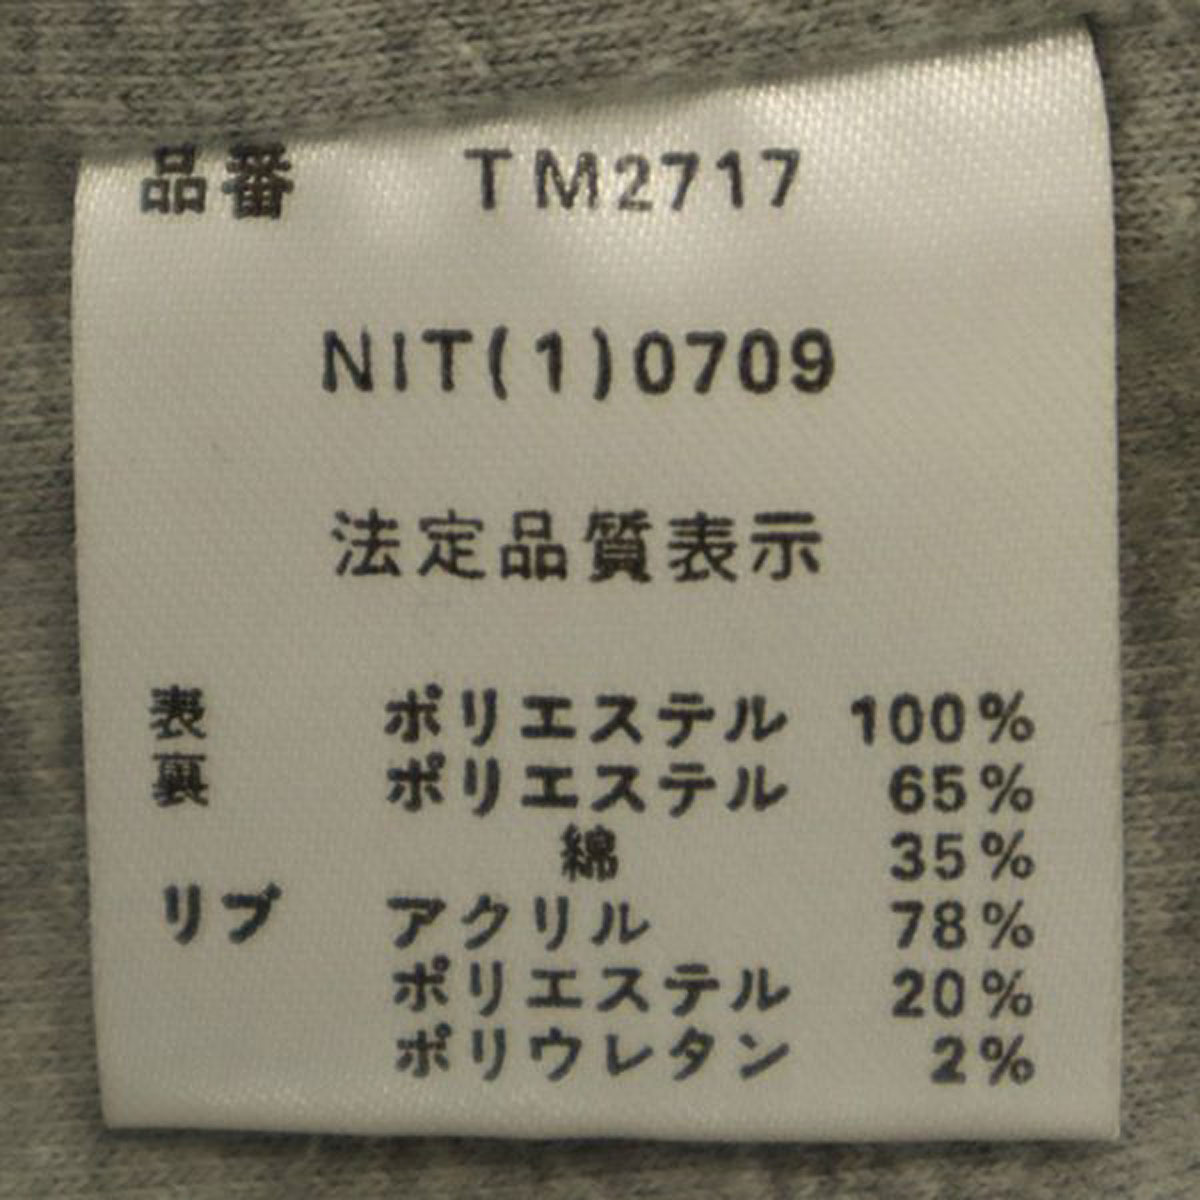 品番 TM2717
NIT(1)0709
法定品質表示
表 ポリエステル 100%
裏 ポリエステル 65%
綿 35%
リブ アクリル 78%
ポリエステル 20%
ポリウレタン 2%